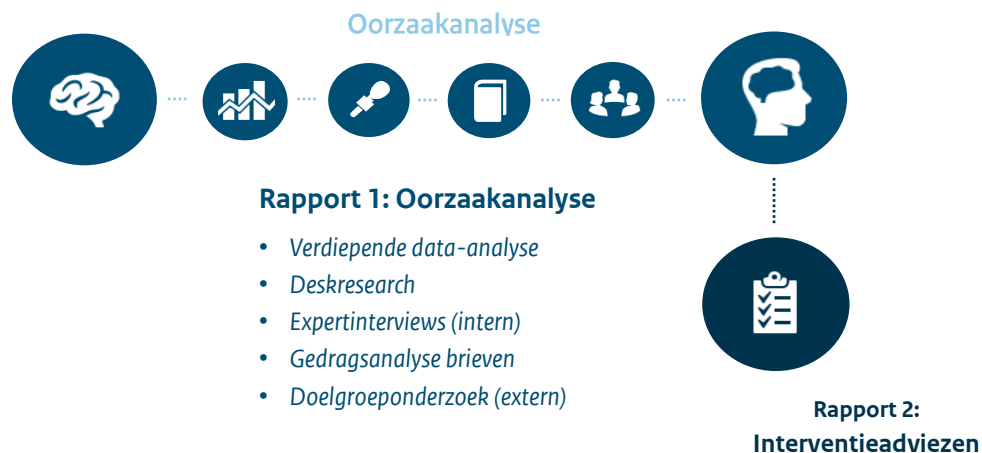 Oorzaakanalyse
Rapport 1: Oorzaakanalyse
• Verdiepende data-analyse
• Deskresearch
• Expertinterviews (intern)
• Gedragsanalyse brieven
• Doelgroeponderzoek (extern)
Rapport 2:
Interventieadviezen